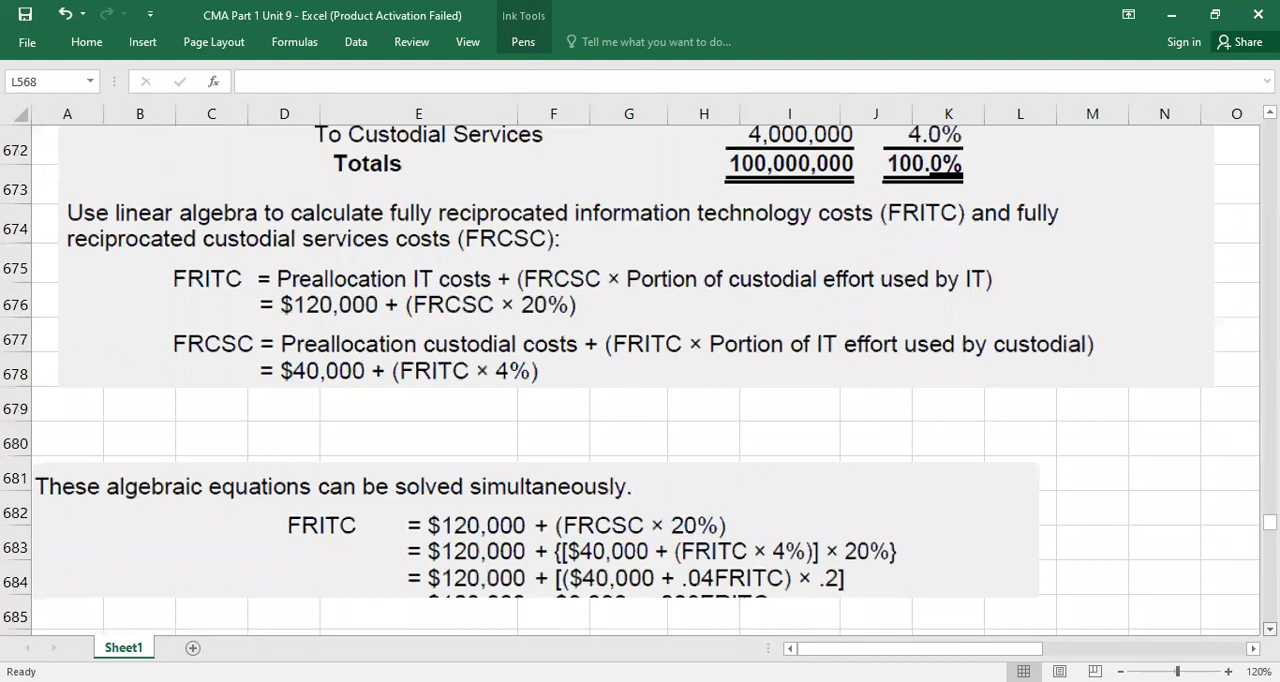 CMA Part 1 Unit 9 - Excel (Product Activation Failed)
Ink Tools
File Home Insert Page Layout Formulas Data Review View Pens Tell me what you want to do... Sign in Share
L568 fx
A B C D E F G H I J K L M N O
672 673 674 675 676 677 678 679 680 681 682 683 684 685
To Custodial Services 4,000,000 4.0%
Totals 100,000,000 100.0%
Use linear algebra to calculate fully reciprocated information technology costs (FRITC) and fully
reciprocated custodial services costs (FRCSC):
FRITC = Preallocation IT costs + (FRCSC × Portion of custodial effort used by IT)
= $120,000 + (FRCSC × 20%)
FRCSC = Preallocation custodial costs + (FRITC × Portion of IT effort used by custodial)
= $40,000 + (FRITC × 4%)
These algebraic equations can be solved simultaneously.
FRITC = $120,000 + (FRCSC × 20%)
= $120,000 + {[$40,000 + (FRITC × 4%)] × 20%}
= $120,000 + [($40,000 + .04FRITC) × .2]
Sheet1
Ready 120%